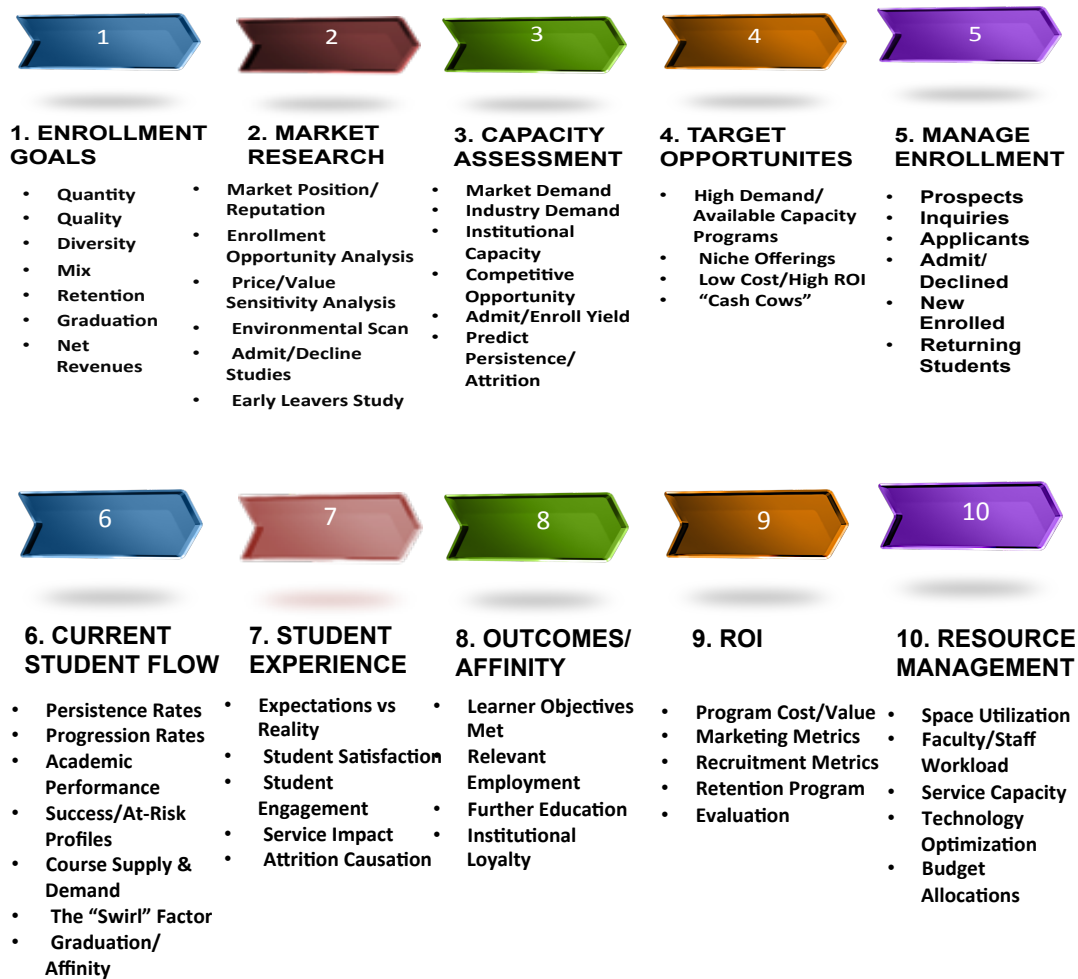 1
2
3
4
5
1. ENROLLMENT
GOALS
• Quantity
• Quality
• Diversity
• Mix
• Retention
• Graduation
• Net
Revenues
2. MARKET
RESEARCH
• Market Position/
Reputation
• Enrollment
Opportunity Analysis
• Price/Value
Sensitivity Analysis
• Environmental Scan
• Admit/Decline
Studies
• Early Leavers Study
3. CAPACITY
ASSESSMENT
• Market Demand
• Industry Demand
• Institutional
Capacity
• Competitive
Opportunity
• Admit/Enroll Yield
• Predict
Persistence/
Attrition
4. TARGET
OPPORTUNITES
• High Demand/
Available Capacity
Programs
• Niche Offerings
• Low Cost/High ROI
• “Cash Cows”
5. MANAGE
ENROLLMENT
• Prospects
• Inquiries
• Applicants
• Admit/
Declined
• New
Enrolled
• Returning
Students
6
7
8
9
10
6. CURRENT
STUDENT FLOW
• Persistence Rates
• Progression Rates
• Academic
Performance
• Success/At-Risk
Profiles
• Course Supply &
Demand
• The “Swirl” Factor
• Graduation/
Affinity
7. STUDENT
EXPERIENCE
• Expectations vs
Reality
• Student Satisfaction
• Student
Engagement
• Service Impact
• Attrition Causation
8. OUTCOMES/
AFFINITY
• Learner Objectives
Met
• Relevant
Employment
• Further Education
• Institutional
Loyalty
9. ROI
• Program Cost/Value
• Marketing Metrics
• Recruitment Metrics
• Retention Program
• Evaluation
10. RESOURCE
MANAGEMENT
• Space Utilization
• Faculty/Staff
Workload
• Service Capacity
• Technology
Optimization
• Budget
Allocations